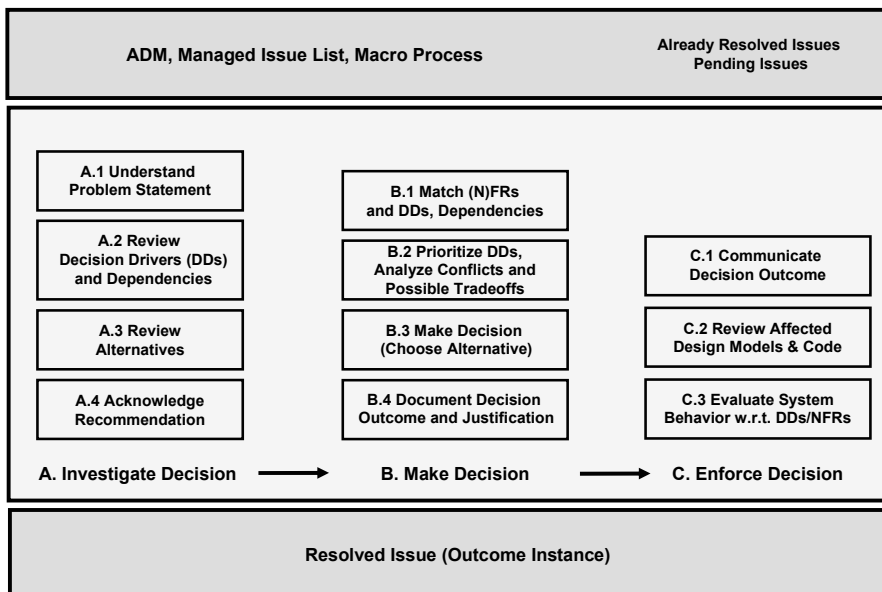 ADM, Managed Issue List, Macro Process
Already Resolved Issues
Pending Issues
A.1 Understand
Problem Statement
A.2 Review
Decision Drivers (DDs)
and Dependencies
A.3 Review
Alternatives
A.4 Acknowledge
Recommendation
A. Investigate Decision
B.1 Match (N)FRs
and DDs, Dependencies
B.2 Prioritize DDs,
Analyze Conflicts and
Possible Tradeoffs
B.3 Make Decision
(Choose Alternative)
B.4 Document Decision
Outcome and Justification
B. Make Decision
C.1 Communicate
Decision Outcome
C.2 Review Affected
Design Models & Code
C.3 Evaluate System
Behavior w.r.t. DDs/NFRs
C. Enforce Decision
Resolved Issue (Outcome Instance)